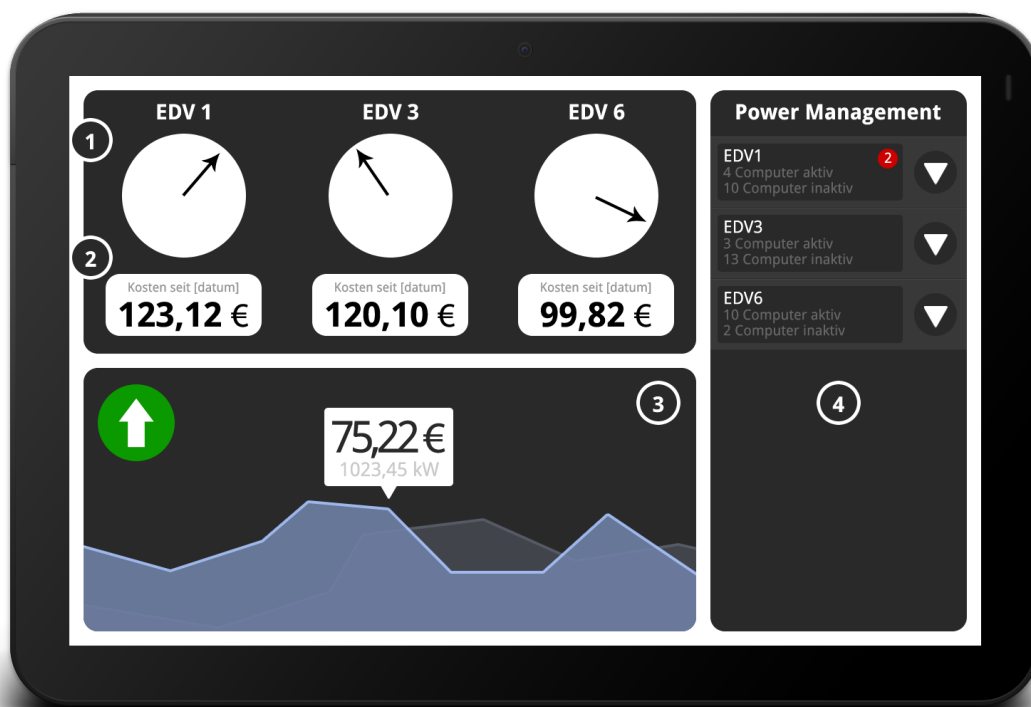 EDV 1
EDV 3
EDV 6
1
2
Kosten seit [datum]
123,12 €
Kosten seit [datum]
120,10 €
Kosten seit [datum]
99,82 €
3
75,22 €
1023,45 kW
Power Management
EDV1
2
4 Computer aktiv
10 Computer inaktiv
EDV3
3 Computer aktiv
13 Computer inaktiv
EDV6
10 Computer aktiv
2 Computer inaktiv
4